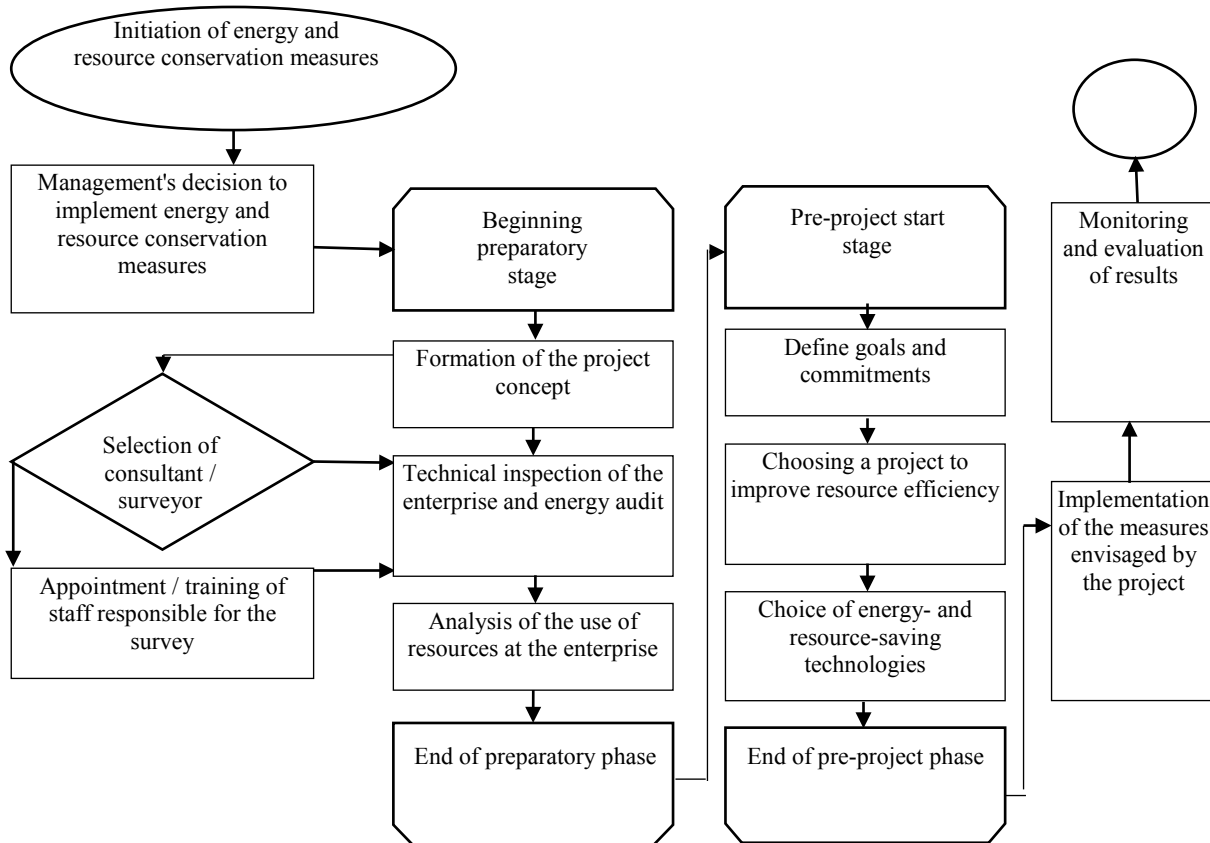 Initiation of energy and
resource conservation measures
Management's decision to
implement energy and
resource conservation
measures
Beginning
preparatory
stage
Formation of the project
concept
Selection of
consultant /
surveyor
Technical inspection of the
enterprise and energy audit
Appointment / training of
staff responsible for the
survey
Analysis of the use of
resources at the enterprise
End of preparatory phase
Pre-project start
stage
Define goals and
commitments
Choosing a project to
improve resource efficiency
Choice of energy- and
resource-saving
technologies
End of pre-project phase
Implementation
of the measures
envisaged by
the project
Monitoring
and evaluation
of results